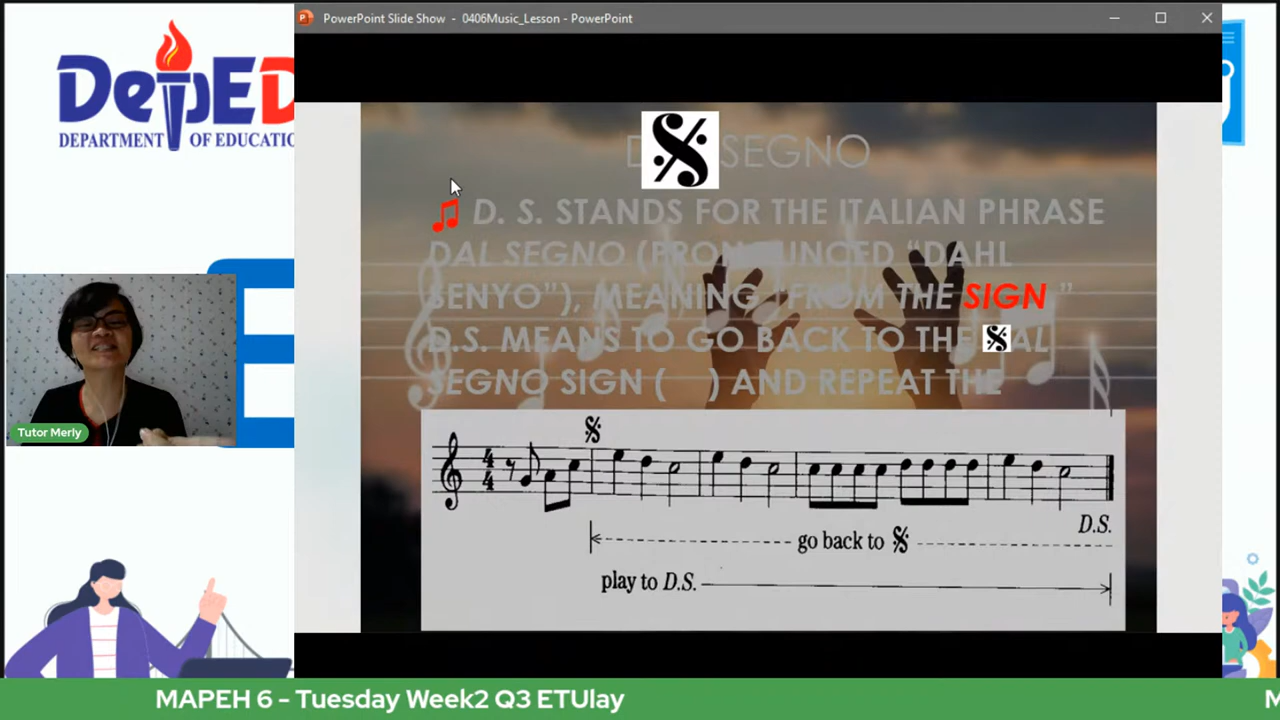 PowerPoint Slide Show - 0406Music_Lesson - PowerPoint
DepED
DEPARTMENT OF EDUCATIO
SEGNO
D. S. STANDS FOR THE ITALIAN PHRASE
DAL SEGNO (PRONOUNCED “DAHL
SENYO”), MEANING “FROM THE SIGN ”
D.S. MEANS TO GO BACK TO THE AL
SEGNO SIGN ( ) AND REPEAT THE
4
4
D.S.
go back to
play to D.S.
Tutor Merly
MAPEH 6 - Tuesday Week2 Q3 ETUlay
M